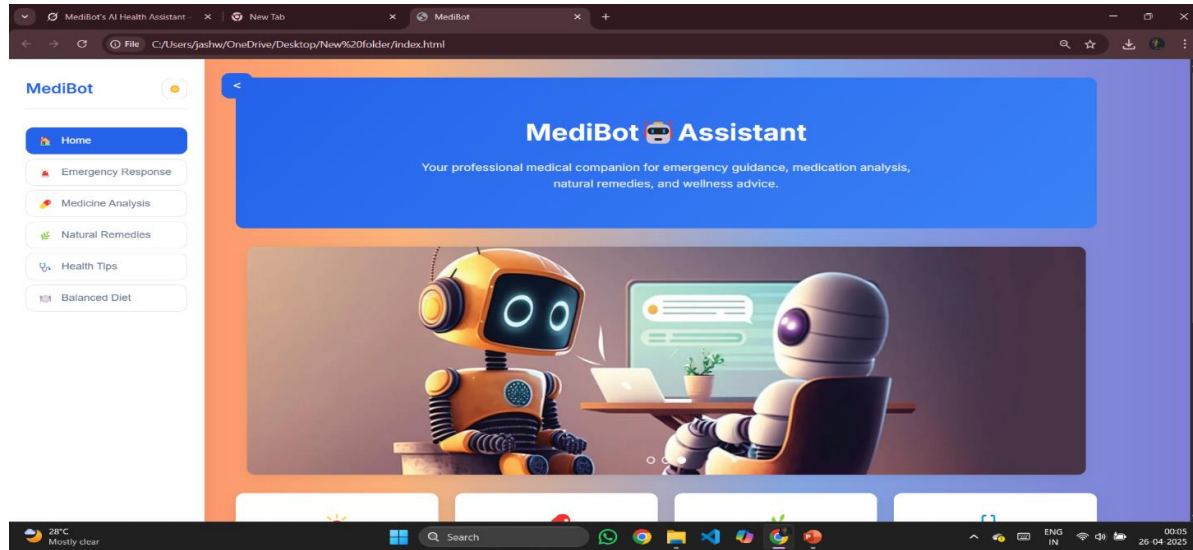 MediBot's AI Health Assistant -
New Tab
MediBot
File C:/Users/jashw/OneDrive/Desktop/New%20folder/index.html
MediBot
<
Home
Emergency Response
Medicine Analysis
Natural Remedies
Health Tips
Balanced Diet
MediBot Assistant
Your professional medical companion for emergency guidance, medication analysis,
natural remedies, and wellness advice.
28°C
Mostly clear
Search
ENG
IN
00:05
26-04-2025